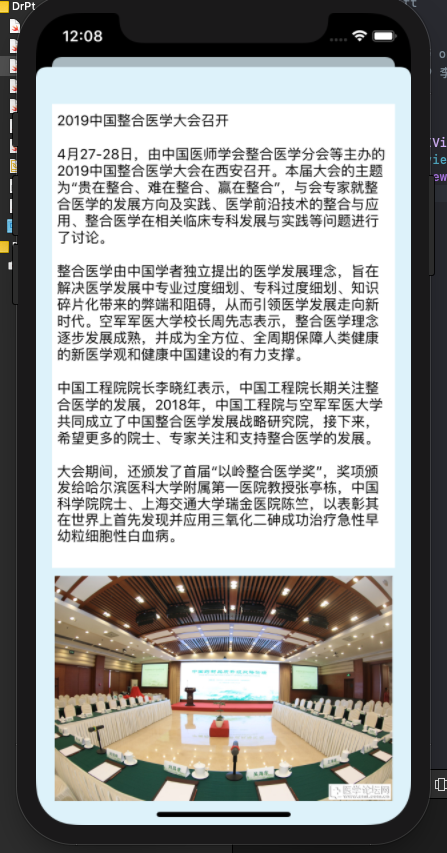 DrPt
12:08
2019中国整合医学大会召开
4月27-28日，由中国医师学会整合医学分会等主办的
2019中国整合医学大会在西安召开。本届大会的主题
为“贵在整合、难在整合、赢在整合”，与会专家就整
合医学的发展方向及实践、医学前沿技术的整合与应
用、整合医学在相关临床专科发展与实践等问题进行
了讨论。
整合医学由中国学者独立提出的医学发展理念，旨在
解决医学发展中专业过度细划、专科过度细划、知识
碎片化带来的弊端和阻碍，从而引领医学发展走向新
时代。空军军医大学校长周先志表示，整合医学理念
逐步发展成熟，并成为全方位、全周期保障人类健康
的新医学观和健康中国建设的有力支撑。
中国工程院院长李晓红表示，中国工程院长期关注整
合医学的发展，2018年，中国工程院与空军军医大学
共同成立了中国整合医学发展战略研究院，接下来，
希望更多的院士、专家关注和支持整合医学的发展。
大会期间，还颁发了首届“以岭整合医学奖”，奖项颁
发给哈尔滨医科大学附属第一医院教授张亭栋，中国
科学院院士、上海交通大学瑞金医院陈竺，以表彰其
在世界上首先发现并应用三氧化二砷成功治疗急性早
幼粒细胞性白血病。
医学论坛网